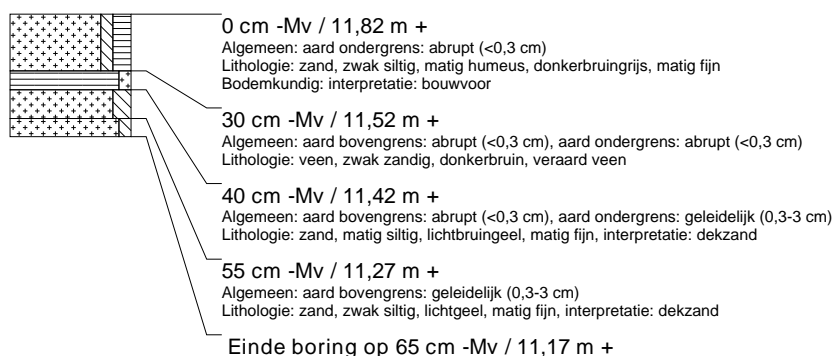 0 cm -Mv / 11,82 m +
Algemeen: aard ondergrens: abrupt (<0,3 cm)
Lithologie: zand, zwak siltig, matig humeus, donkerbruingrijs, matig fijn
Bodemkundig: interpretatie: bouwvoor
30 cm -Mv / 11,52 m +
Algemeen: aard bovengrens: abrupt (<0,3 cm), aard ondergrens: abrupt (<0,3 cm)
Lithologie: veen, zwak zandig, donkerbruin, veraard veen
40 cm -Mv / 11,42 m +
Algemeen: aard bovengrens: abrupt (<0,3 cm), aard ondergrens: geleidelijk (0,3-3 cm)
Lithologie: zand, matig siltig, lichtbruingeel, matig fijn, interpretatie: dekzand
55 cm -Mv / 11,27 m +
Algemeen: aard bovengrens: geleidelijk (0,3-3 cm)
Lithologie: zand, zwak siltig, lichtgeel, matig fijn, interpretatie: dekzand
Einde boring op 65 cm -Mv / 11,17 m +